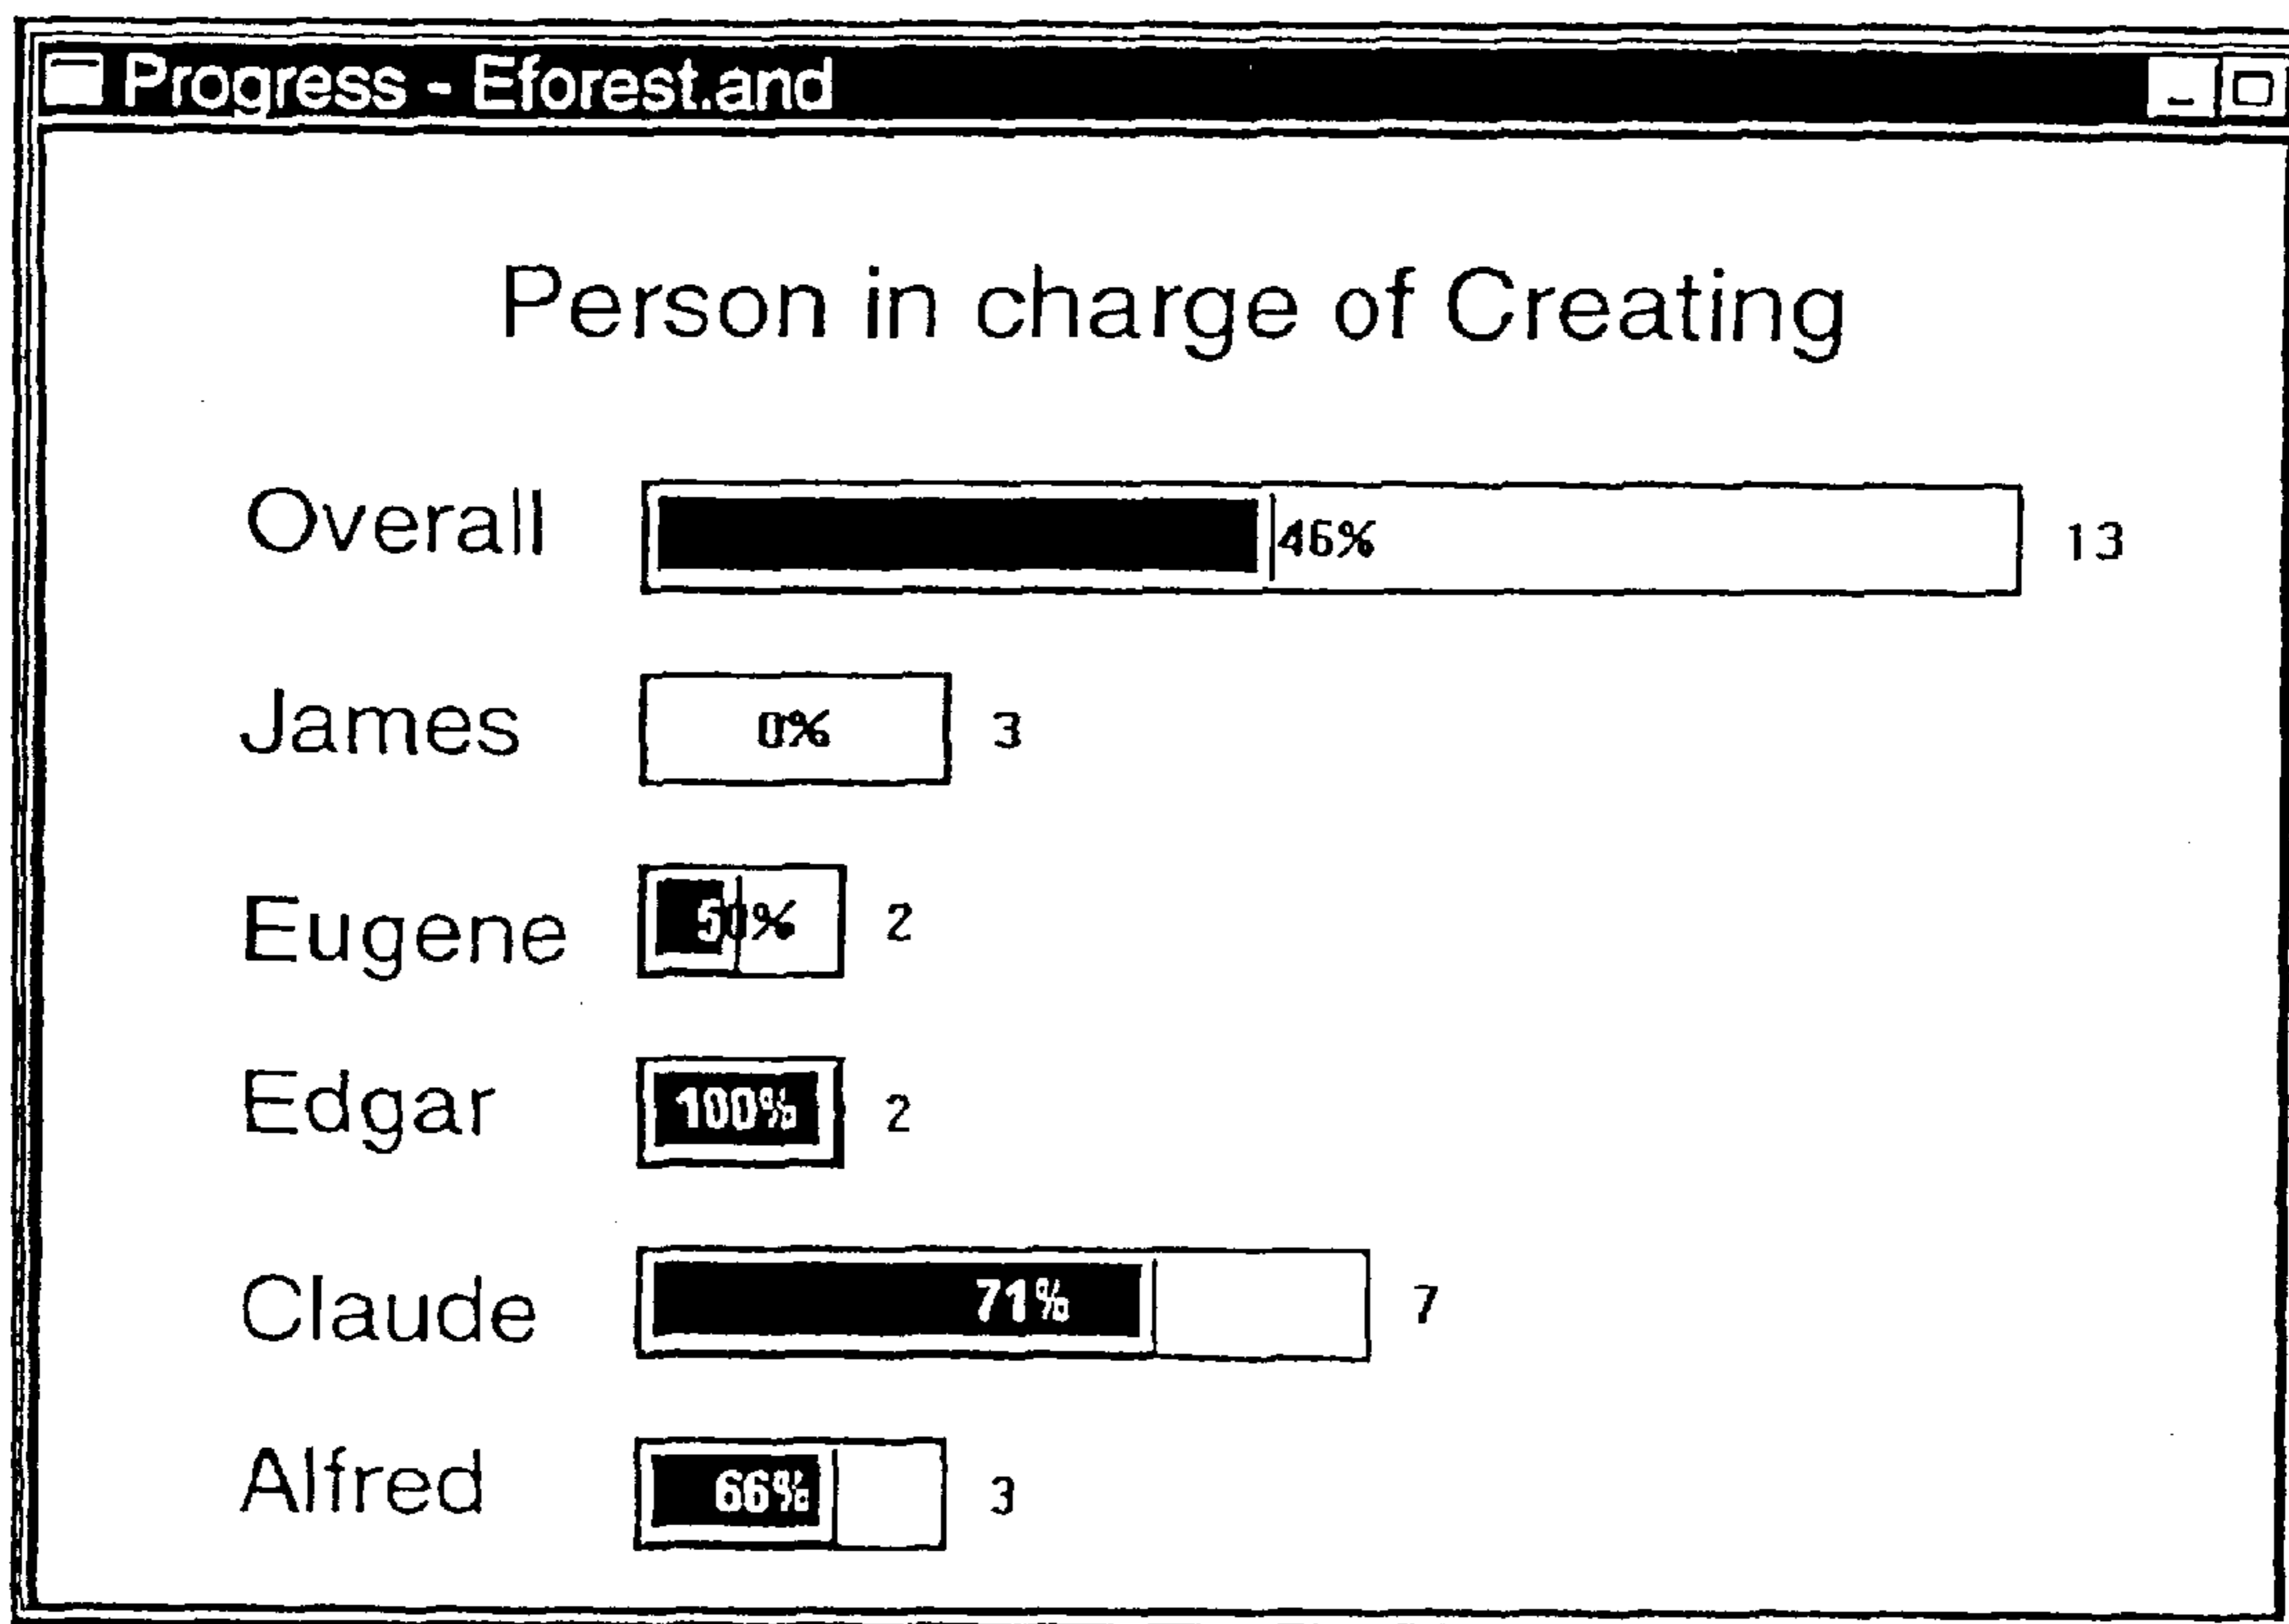 Progress - Eforest.and
Person in charge of Creating
Overall 46% 13
James 0% 3
Eugene 50% 2
Edgar 100% 2
Claude 71% 7
Alfred 66% 3